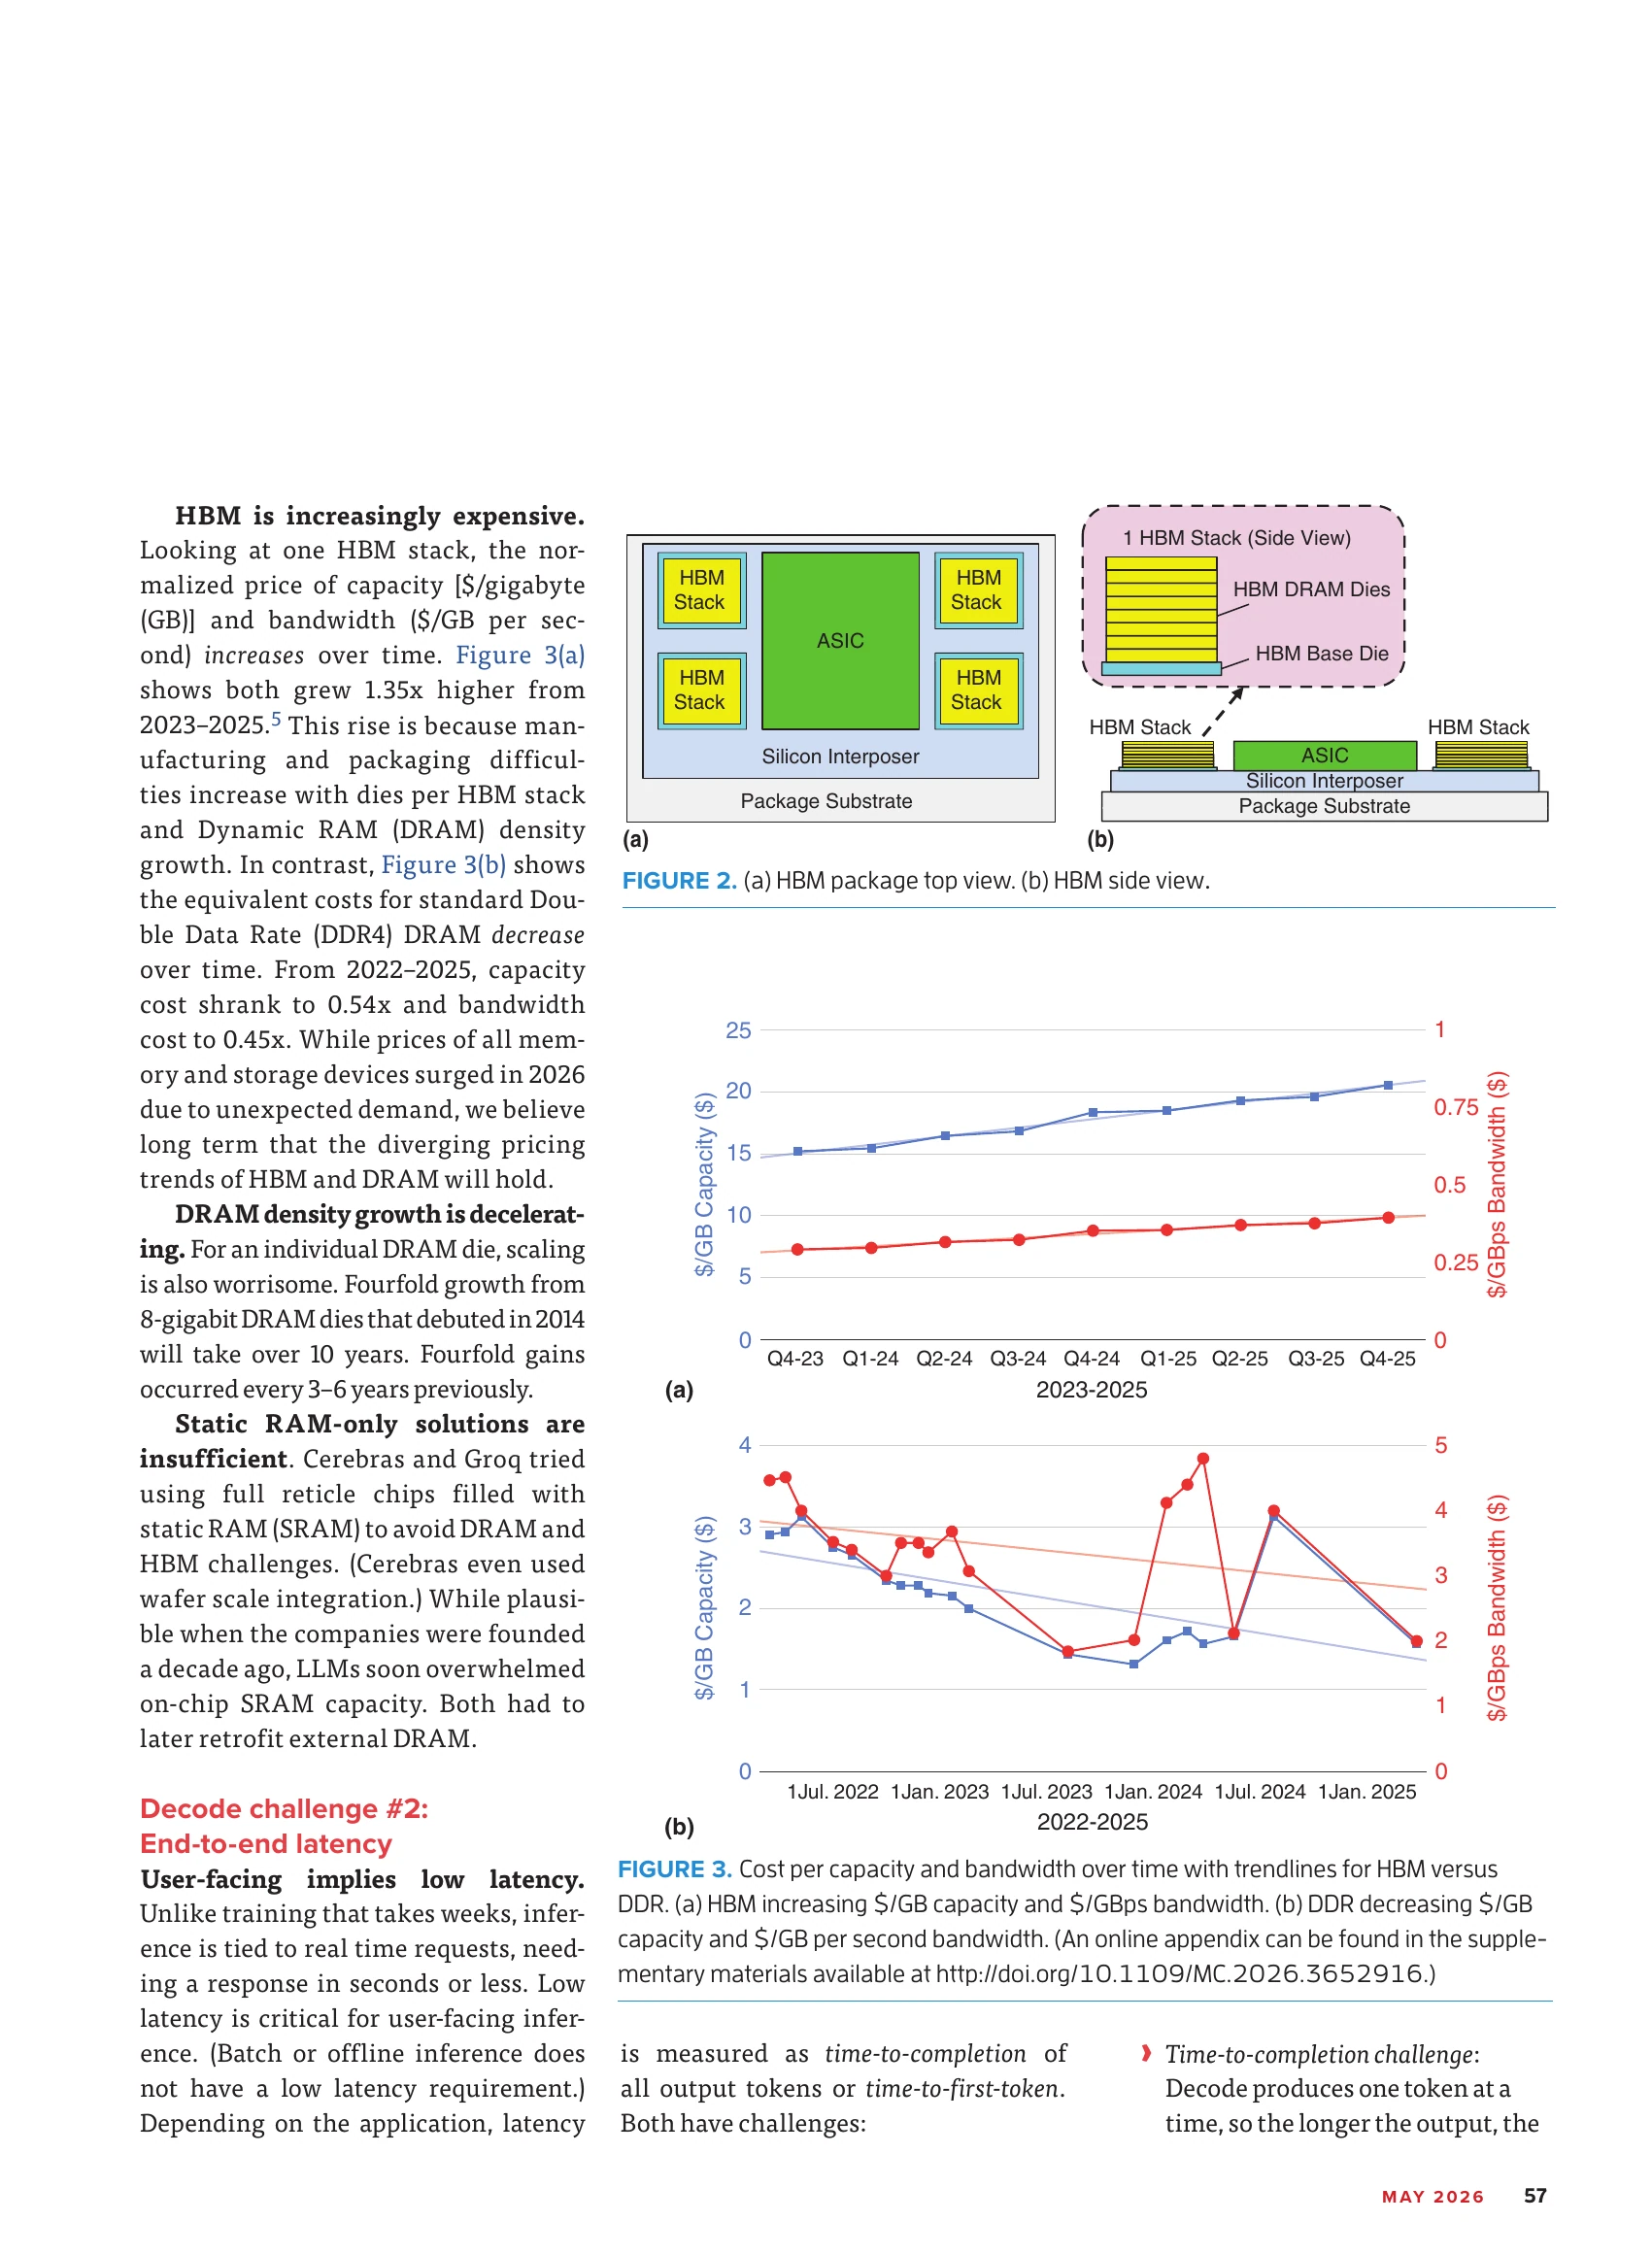 HBM is increasingly expensive.
Looking at one HBM stack, the nor-
malized price of capacity [$/gigabyte
(GB)] and bandwidth ($/GB per sec-
ond) increases over time. Figure 3(a)
shows both grew 1.35x higher from
2023–2025.5 This rise is because man-
ufacturing and packaging difficul-
ties increase with dies per HBM stack
and Dynamic RAM (DRAM) density
growth. In contrast, Figure 3(b) shows
the equivalent costs for standard Dou-
ble Data Rate (DDR4) DRAM decrease
over time. From 2022–2025, capacity
cost shrank to 0.54x and bandwidth
cost to 0.45x. While prices of all mem-
ory and storage devices surged in 2026
due to unexpected demand, we believe
long term that the diverging pricing
trends of HBM and DRAM will hold.
DRAM density growth is decelerat-
ing. For an individual DRAM die, scaling
is also worrisome. Fourfold growth from
8-gigabit DRAM dies that debuted in 2014
will take over 10 years. Fourfold gains
occurred every 3–6 years previously.
Static RAM-only solutions are
insufficient. Cerebras and Groq tried
using full reticle chips filled with
static RAM (SRAM) to avoid DRAM and
HBM challenges. (Cerebras even used
wafer scale integration.) While plausi-
ble when the companies were founded
a decade ago, LLMs soon overwhelmed
on-chip SRAM capacity. Both had to
later retrofit external DRAM.
Decode challenge #2:
End-to-end latency
User-facing implies low latency.
Unlike training that takes weeks, infer-
ence is tied to real time requests, need-
ing a response in seconds or less. Low
latency is critical for user-facing infer-
ence. (Batch or offline inference does
not have a low latency requirement.)
Depending on the application, latency
HBM
Stack
HBM
Stack
ASIC
HBM
Stack
HBM
Stack
Silicon Interposer
Package Substrate
(a)
1 HBM Stack (Side View)
HBM DRAM Dies
HBM Base Die
HBM Stack
HBM Stack
ASIC
Silicon Interposer
Package Substrate
(b)
FIGURE 2. (a) HBM package top view. (b) HBM side view.
25
20
15
10
5
0
$/GB Capacity ($)
1
0.75
0.5
0.25
0
$/GBps Bandwidth ($)
Q4-23 Q1-24 Q2-24 Q3-24 Q4-24 Q1-25 Q2-25 Q3-25 Q4-25
2023-2025
(a)
4
3
2
1
0
$/GB Capacity ($)
5
4
3
2
1
0
$/GBps Bandwidth ($)
1Jul. 2022 1Jan. 2023 1Jul. 2023 1Jan. 2024 1Jul. 2024 1Jan. 2025
2022-2025
(b)
FIGURE 3. Cost per capacity and bandwidth over time with trendlines for HBM versus
DDR. (a) HBM increasing $/GB capacity and $/GBps bandwidth. (b) DDR decreasing $/GB
capacity and $/GB per second bandwidth. (An online appendix can be found in the supple-
mentary materials available at http://doi.org/10.1109/MC.2026.3652916.)
is measured as time-to-completion of
all output tokens or time-to-first-token.
Both have challenges:
› Time-to-completion challenge:
Decode produces one token at a
time, so the longer the output, the
MAY 2026 57